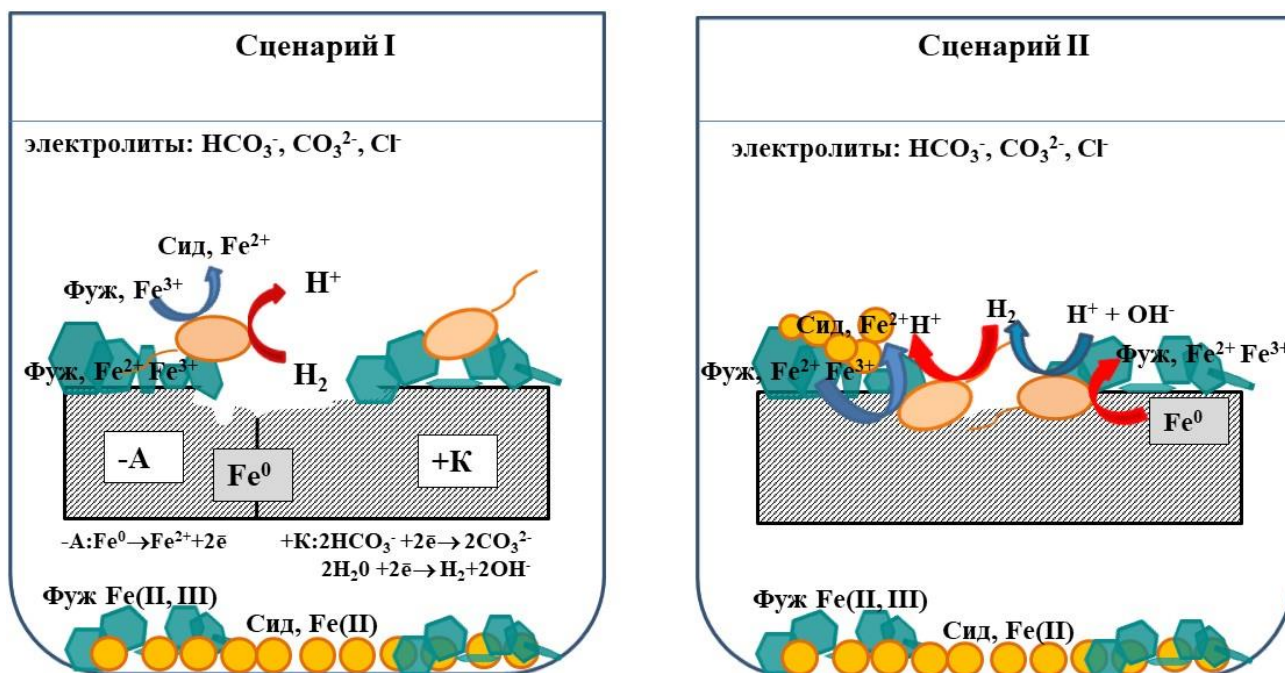 Сценарий I
электролиты: HCO₃⁻, CO₃²⁻, Cl⁻
Сид, Fe²⁺
Фуж, Fe³⁺
H⁺
Фуж, Fe²⁺ Fe³⁺
H₂
-А
Fe⁰
+К
-А:Fe⁰→Fe²⁺+2ē
+К:2HCO₃⁻ +2ē→ 2CO₃²⁻
2H₂0 +2ē→ H₂+2OH⁻
Фуж Fe(II, III)
Сид, Fe(II)
Сценарий II
электролиты: HCO₃⁻, CO₃²⁻, Cl⁻
Сид, Fe²⁺H⁺
H₂
H⁺ + OH⁻
Фуж, Fe²⁺ Fe³⁺
Фуж, Fe²⁺ Fe³⁺
Fe⁰
Фуж Fe(II, III)
Сид, Fe(II)